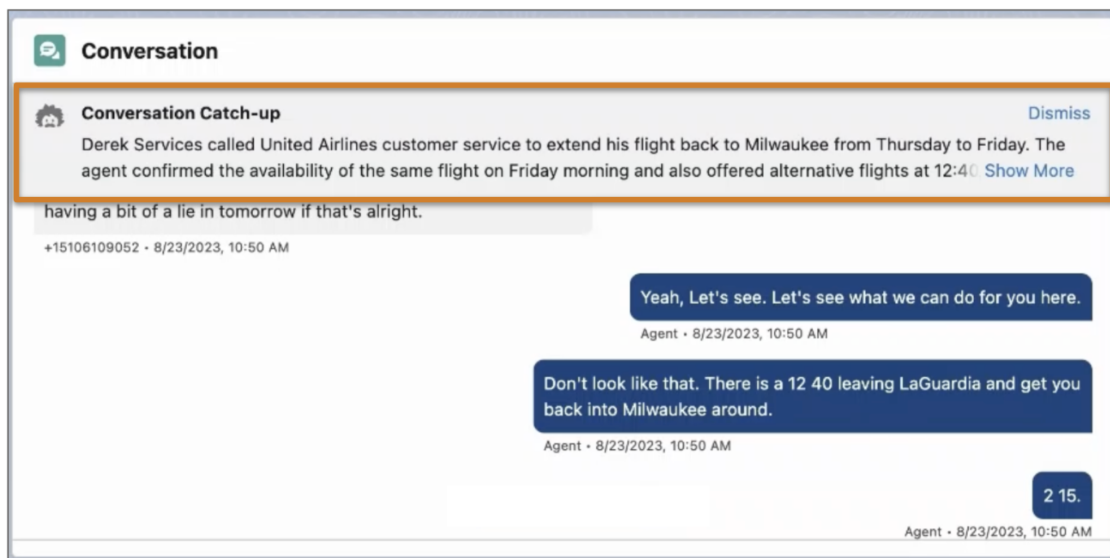 Conversation
Conversation Catch-up
Dismiss
Derek Services called United Airlines customer service to extend his flight back to Milwaukee from Thursday to Friday. The
agent confirmed the availability of the same flight on Friday morning and also offered alternative flights at 12:40 Show More
having a bit of a lie in tomorrow if that's alright.
+15106109052 • 8/23/2023, 10:50 AM
Yeah, Let's see. Let's see what we can do for you here.
Agent • 8/23/2023, 10:50 AM
Don't look like that. There is a 12 40 leaving LaGuardia and get you
back into Milwaukee around.
Agent • 8/23/2023, 10:50 AM
2 15.
Agent • 8/23/2023, 10:50 AM